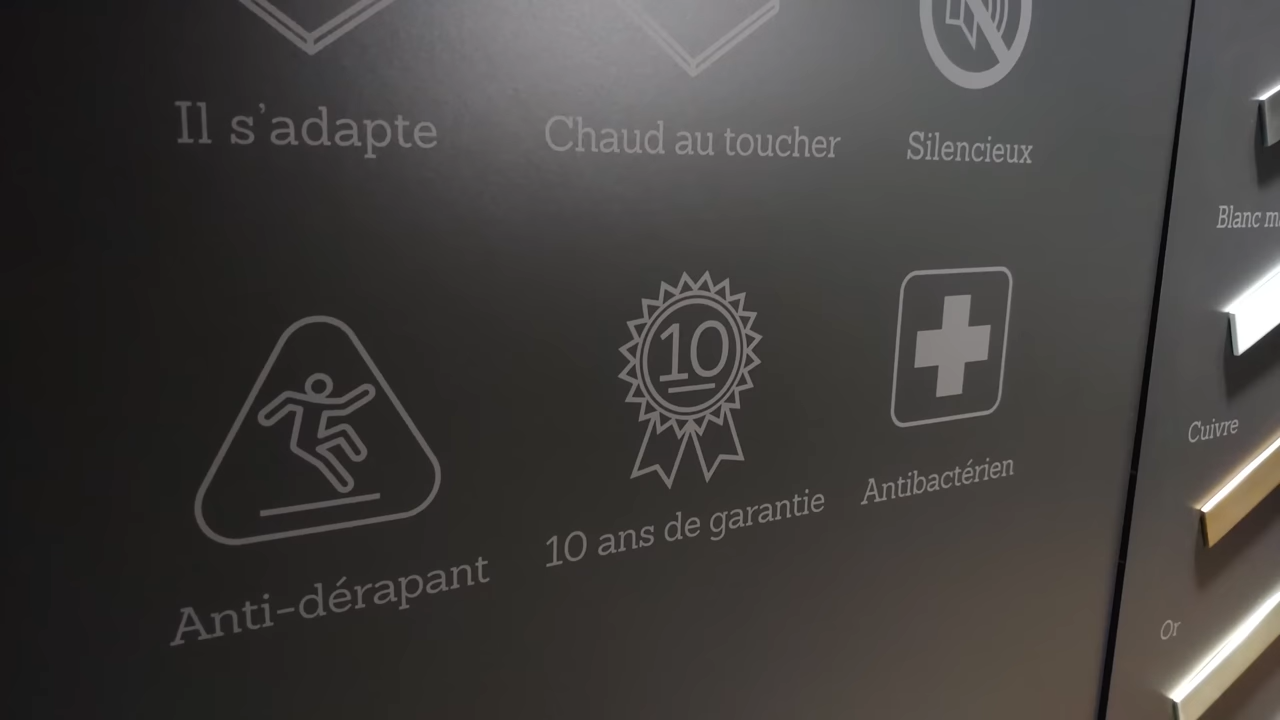 Il s'adapte
Chaud au toucher
Silencieux
10
Anti-dérapant
10 ans de garantie
Antibactérien
Blanc
Cuivre
Or